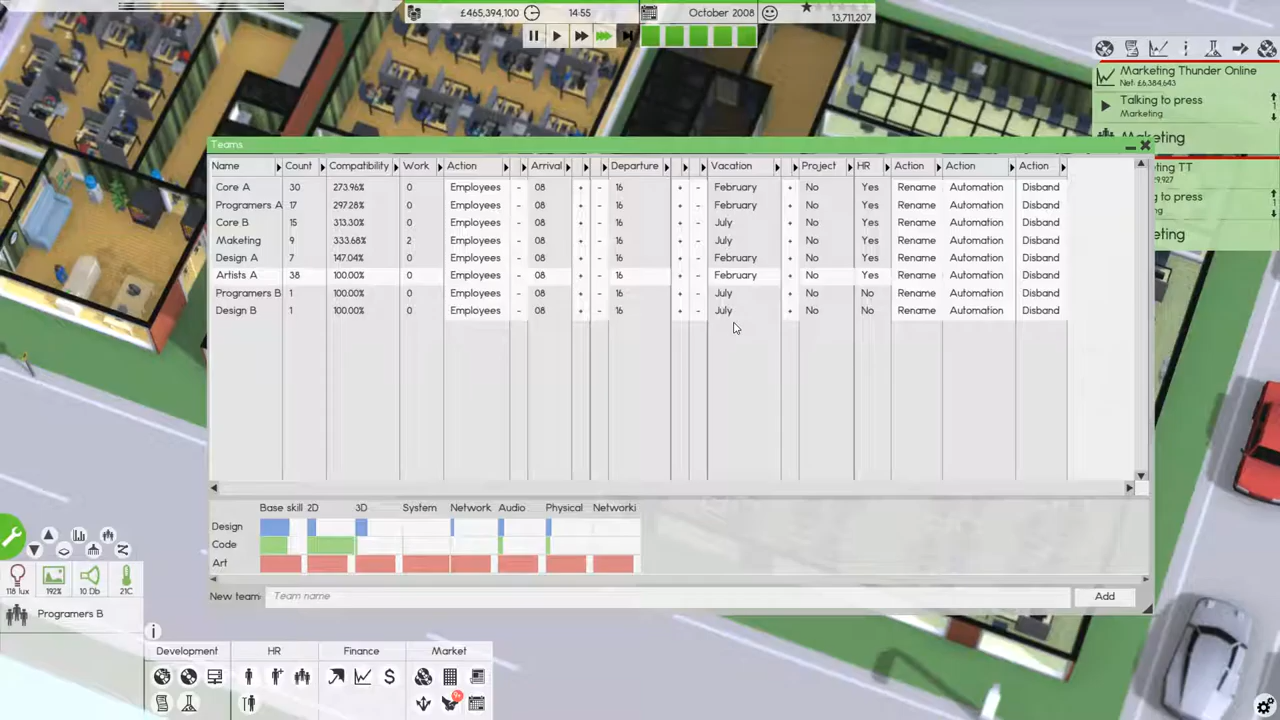 £465,394,100 14:55 October 2008 13,711,207
Marketing Thunder Online
Net: £6,384,643
Talking to press
Marketing
Marketing
Teams
Name Count Compatibility Work Action Arrival Departure Vacation Project HR Action Action Action
Core A 30 273.96% 0 Employees - 08 + - 16 + - February + No Yes Rename Automation Disband
Programers A 17 297.28% 0 Employees - 08 + - 16 + - February + No Yes Rename Automation Disband
Core B 15 313.30% 0 Employees - 08 + - 16 + - July + No Yes Rename Automation Disband
Maketing 9 333.68% 2 Employees - 08 + - 16 + - July + No Yes Rename Automation Disband
Design A 7 147.04% 0 Employees - 08 + - 16 + - February + No Yes Rename Automation Disband
Artists A 38 100.00% 0 Employees - 08 + - 16 + - February + No Yes Rename Automation Disband
Programers B 1 100.00% 0 Employees - 08 + - 16 + - July + No No Rename Automation Disband
Design B 1 100.00% 0 Employees - 08 + - 16 + - July + No No Rename Automation Disband
keting TT
29,927
ng to press
eting
eting
Base skill 2D 3D System Network Audio Physical Networki
Design
Code
Art
New team: Team name Add
118 lux 192% 10 Db 21C
Programers B
Development HR Finance Market
9+